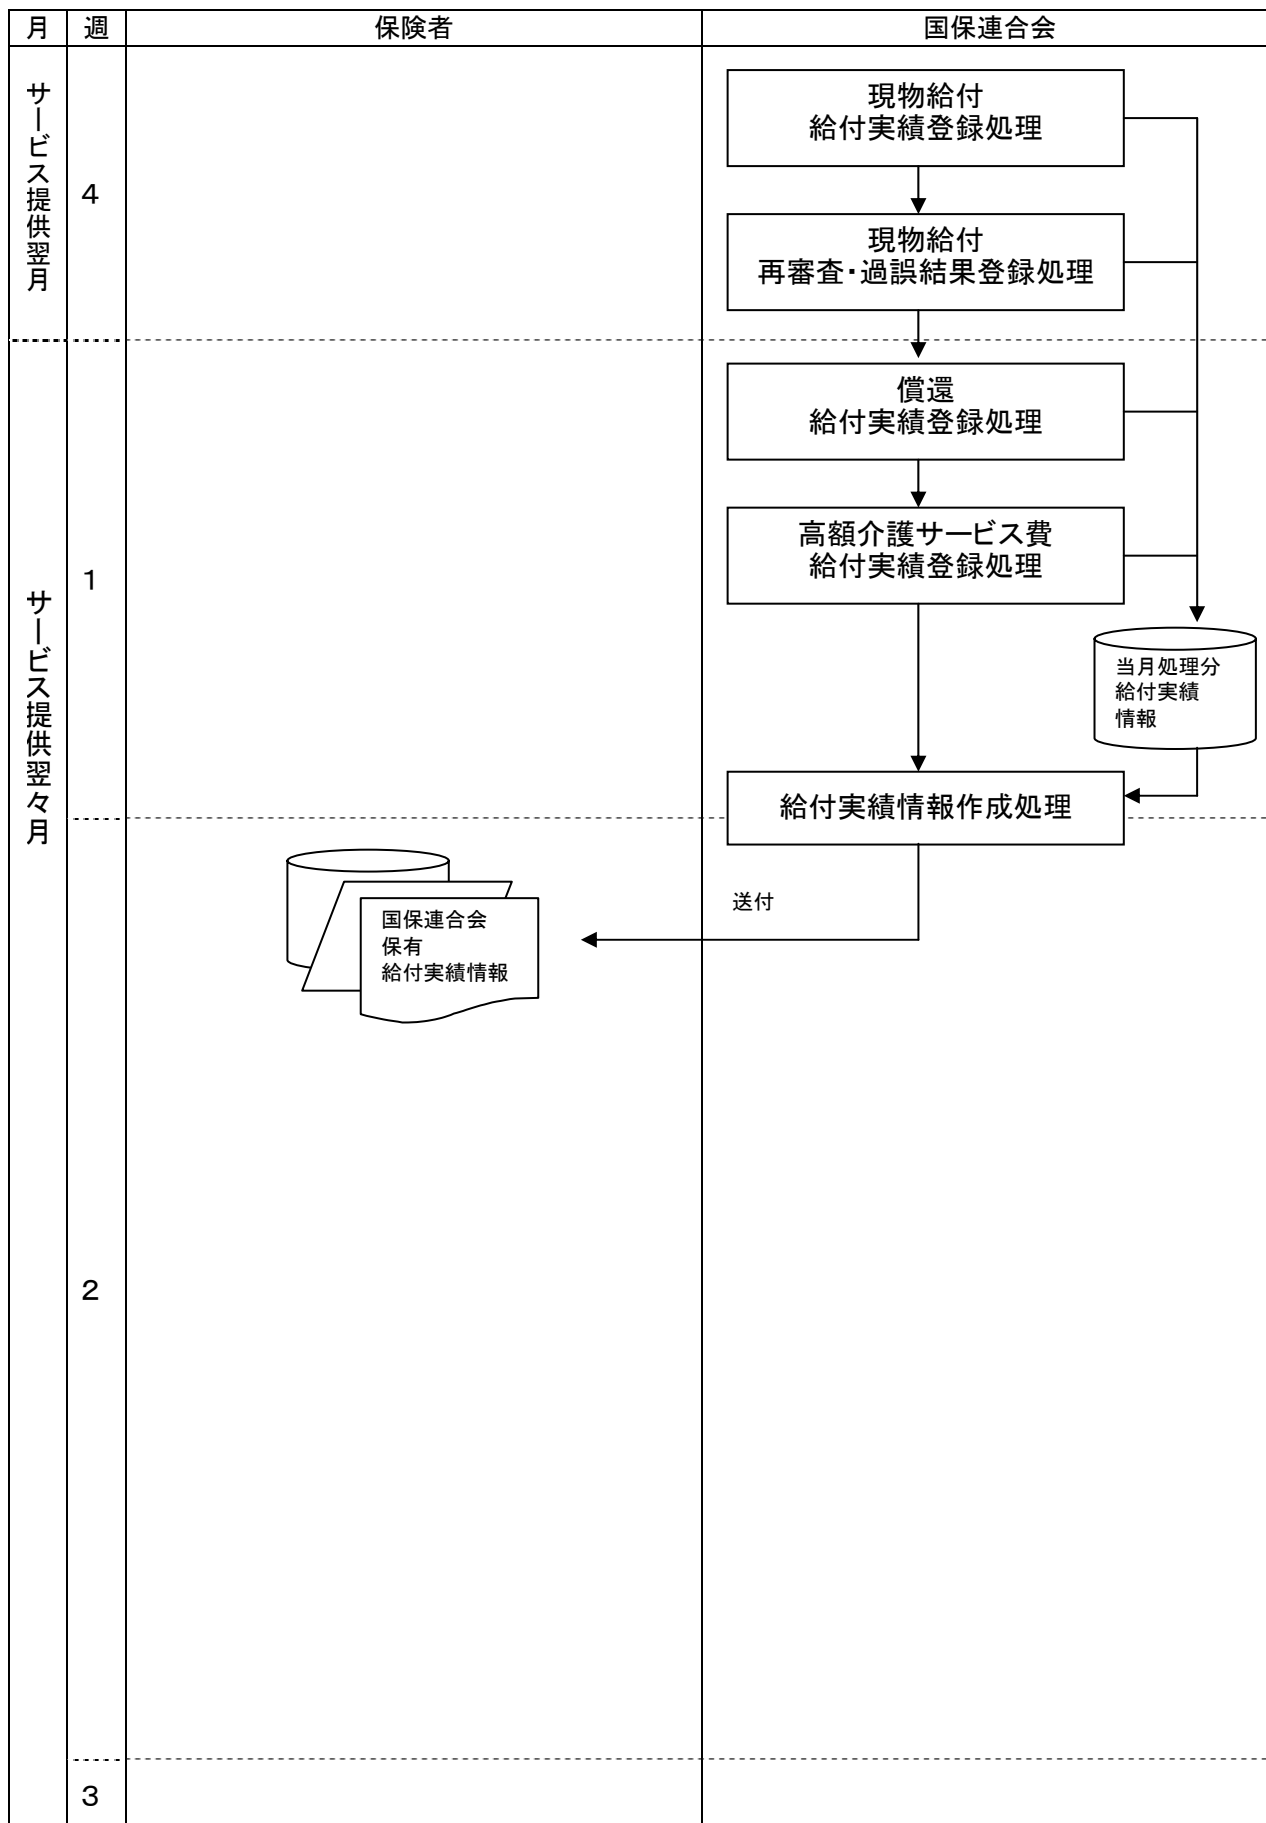 月
週
保険者
国保連合会
サービス提供翌月
4
現物給付
給付実績登録処理
現物給付
再審査・過誤結果登録処理
サービス提供翌々月
1
償還
給付実績登録処理
高額介護サービス費
給付実績登録処理
当月処理分
給付実績
情報
給付実績情報作成処理
2
送付
国保連合会
保有
給付実績情報
3